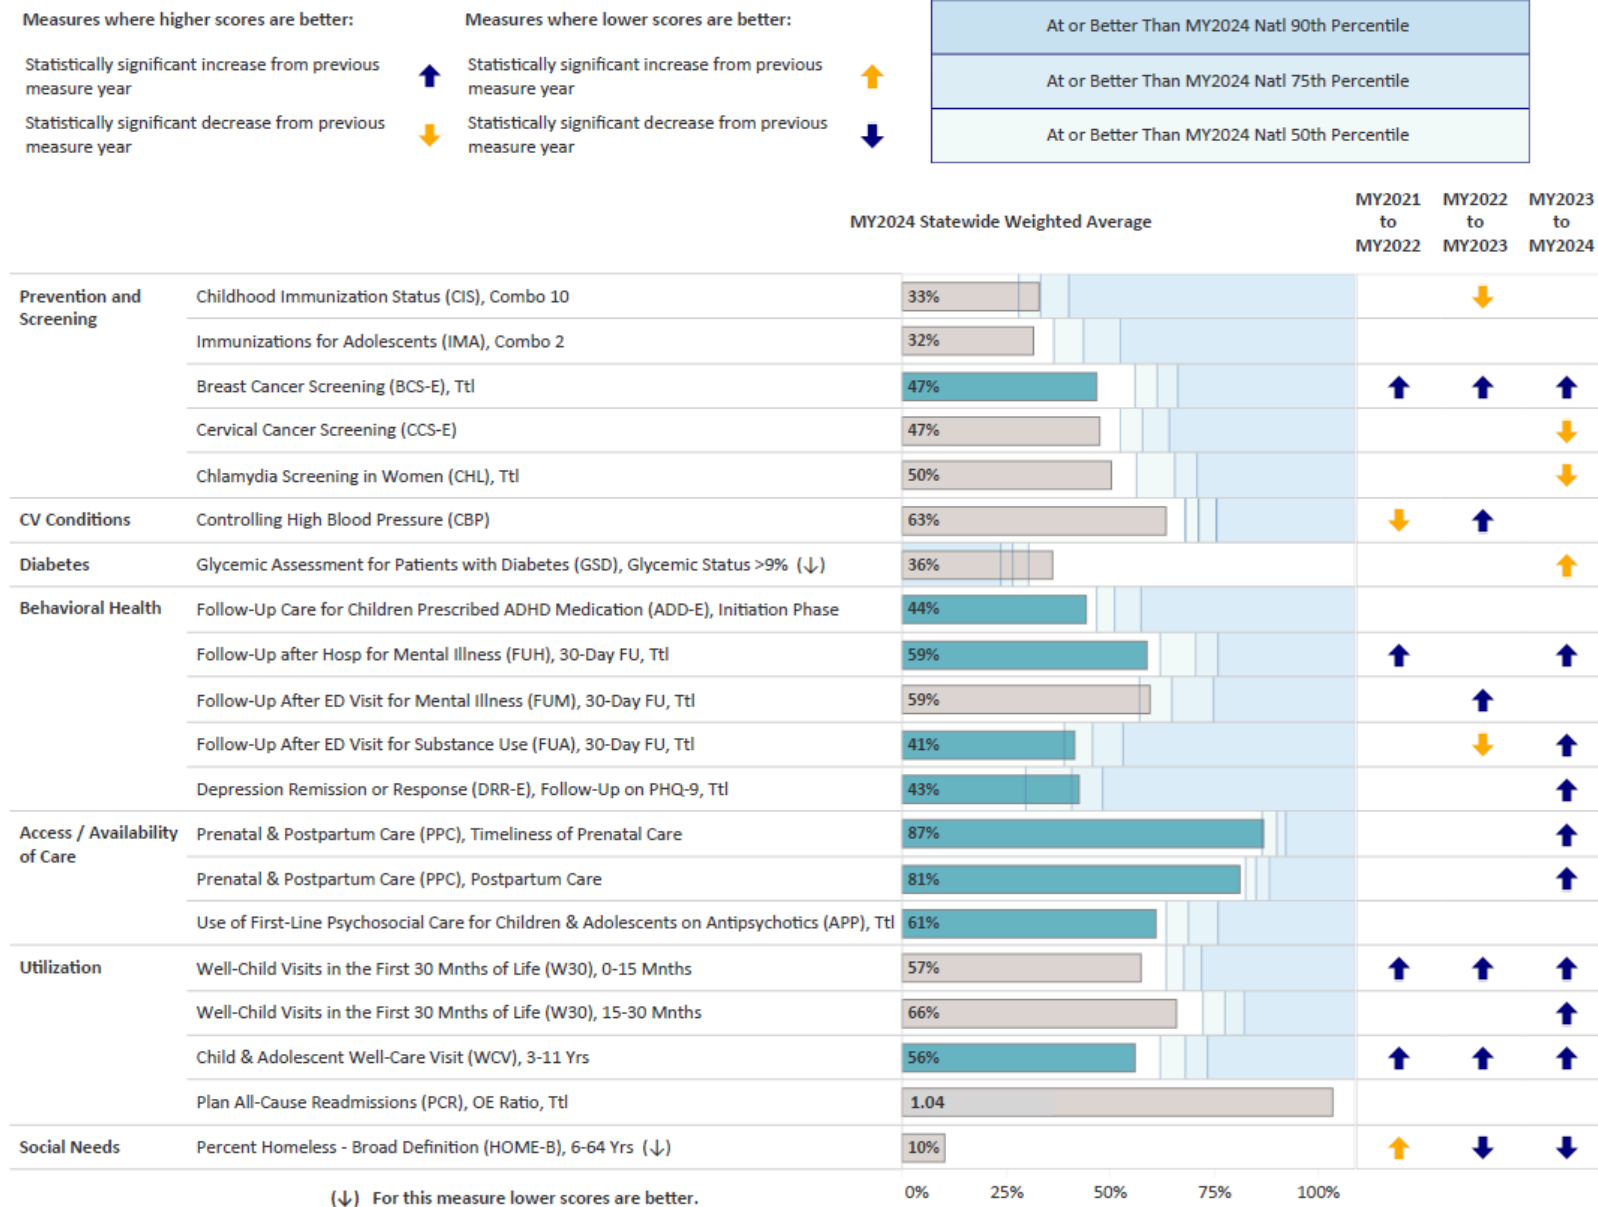 Measures where higher scores are better:
Measures where lower scores are better:
At or Better Than MY2024 Natl 90th Percentile
Statistically significant increase from previous
measure year
Statistically significant increase from previous
measure year
At or Better Than MY2024 Natl 75th Percentile
Statistically significant decrease from previous
measure year
Statistically significant decrease from previous
measure year
At or Better Than MY2024 Natl 50th Percentile
MY2024 Statewide Weighted Average
MY2021
to
MY2022
MY2022
to
MY2023
MY2023
to
MY2024
Prevention and
Screening
Childhood Immunization Status (CIS), Combo 10
33%
Immunizations for Adolescents (IMA), Combo 2
32%
Breast Cancer Screening (BCS-E), Ttl
47%
Cervical Cancer Screening (CCS-E)
47%
Chlamydia Screening in Women (CHL), Ttl
50%
CV Conditions
Controlling High Blood Pressure (CBP)
63%
Diabetes
Glycemic Assessment for Patients with Diabetes (GSD), Glycemic Status >9% (↓)
36%
Behavioral Health
Follow-Up Care for Children Prescribed ADHD Medication (ADD-E), Initiation Phase
44%
Follow-Up after Hosp for Mental Illness (FUH), 30-Day FU, Ttl
59%
Follow-Up After ED Visit for Mental Illness (FUM), 30-Day FU, Ttl
59%
Follow-Up After ED Visit for Substance Use (FUA), 30-Day FU, Ttl
41%
Depression Remission or Response (DRR-E), Follow-Up on PHQ-9, Ttl
43%
Access / Availability
of Care
Prenatal & Postpartum Care (PPC), Timeliness of Prenatal Care
87%
Prenatal & Postpartum Care (PPC), Postpartum Care
81%
Use of First-Line Psychosocial Care for Children & Adolescents on Antipsychotics (APP), Ttl
61%
Utilization
Well-Child Visits in the First 30 Mnths of Life (W30), 0-15 Mnths
57%
Well-Child Visits in the First 30 Mnths of Life (W30), 15-30 Mnths
66%
Child & Adolescent Well-Care Visit (WCV), 3-11 Yrs
56%
Plan All-Cause Readmissions (PCR), OE Ratio, Ttl
1.04
Social Needs
Percent Homeless - Broad Definition (HOME-B), 6-64 Yrs (↓)
10%
(↓) For this measure lower scores are better.
0% 25% 50% 75% 100%